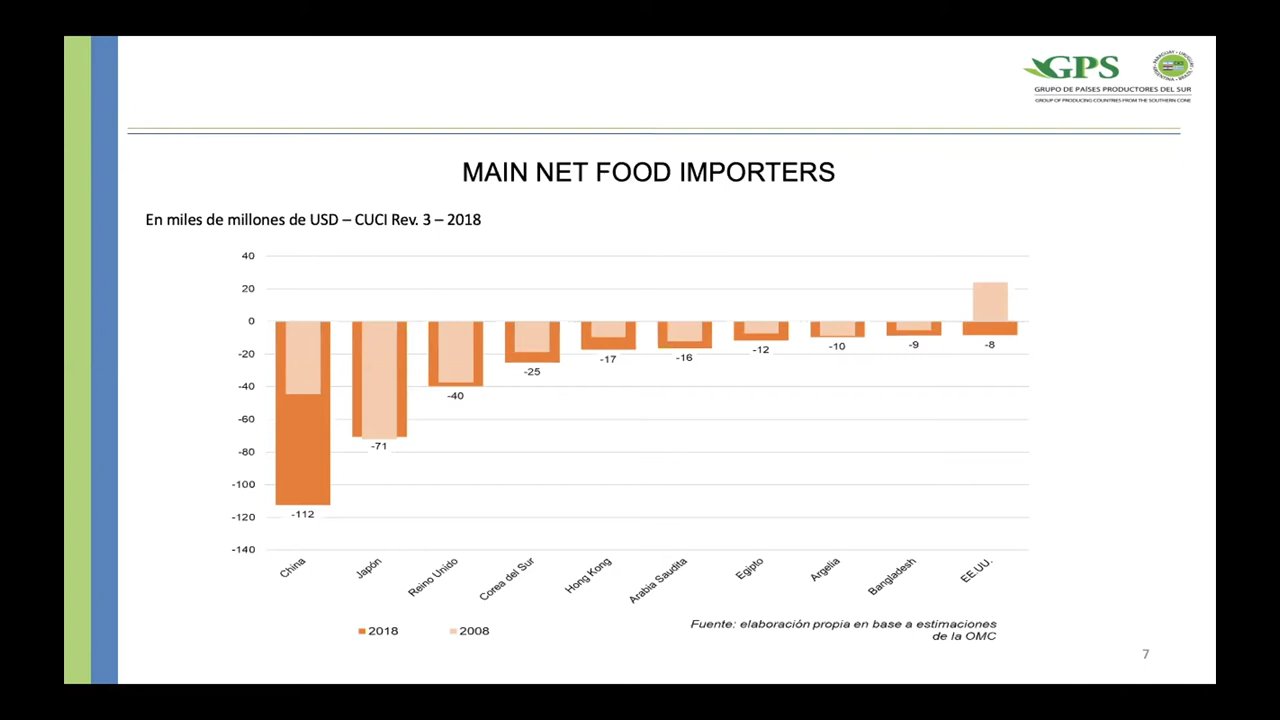 GPS
GRUPO DE PAÍSES PRODUCTORES DEL SUR
GROUP OF PRODUCING COUNTRIES FROM THE SOUTHERN CONE
PARAGUAY • URUGUAY • ARGENTINA • BRAZIL
MAIN NET FOOD IMPORTERS
En miles de millones de USD – CUCI Rev. 3 – 2018
40
20
0
-20
-40
-60
-80
-100
-120
-140
-112
-71
-40
-25
-17
-16
-12
-10
-9
-8
China
Japón
Reino Unido
Corea del Sur
Hong Kong
Arabia Saudita
Egipto
Argelia
Bangladesh
EE.UU.
2018
2008
Fuente: elaboración propia en base a estimaciones
de la OMC
7